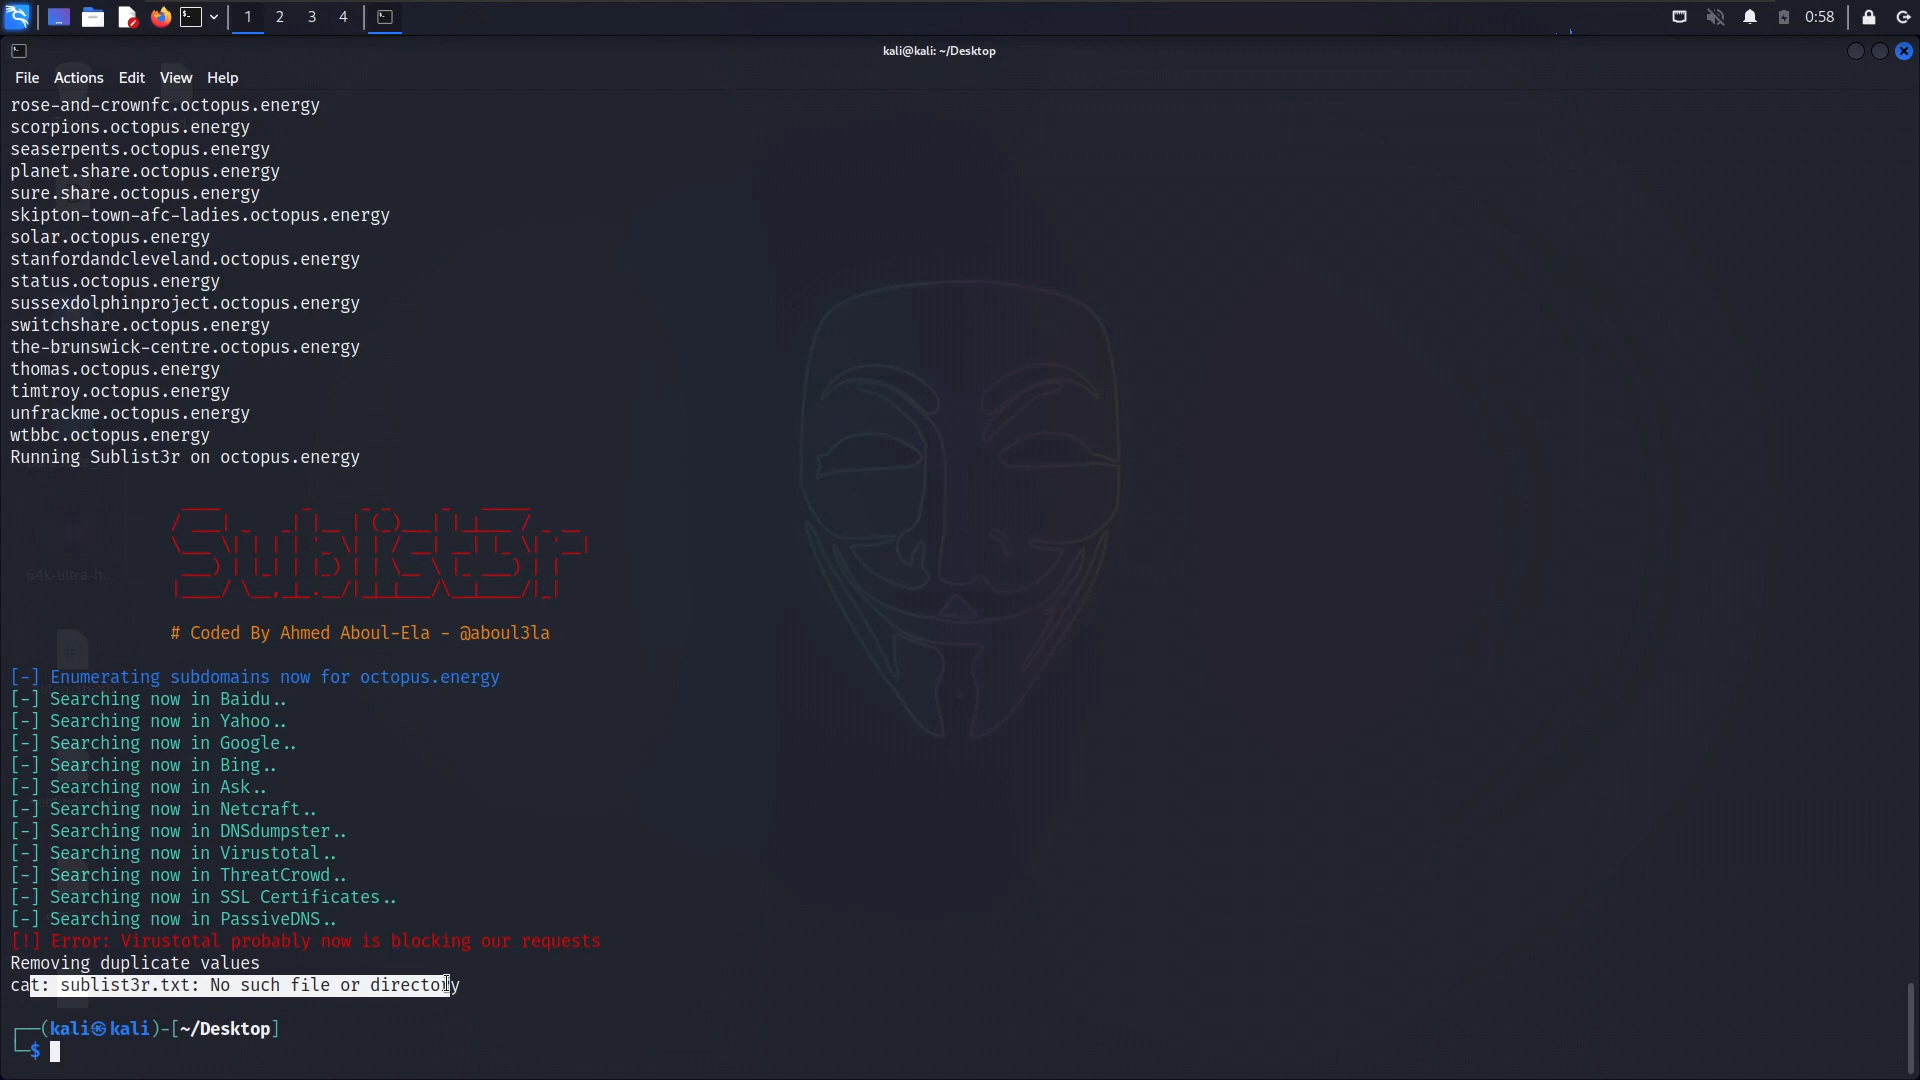 1 2 3 4 0:58
kali@kali: ~/Desktop
File Actions Edit View Help
rose-and-crownfc.octopus.energy
scorpions.octopus.energy
seaserpents.octopus.energy
planet.share.octopus.energy
sure.share.octopus.energy
skipton-town-afc-ladies.octopus.energy
solar.octopus.energy
stanfordandcleveland.octopus.energy
status.octopus.energy
sussexdolphinproject.octopus.energy
switchshare.octopus.energy
the-brunswick-centre.octopus.energy
thomas.octopus.energy
timtroy.octopus.energy
unfrackme.octopus.energy
wtbbc.octopus.energy
Running Sublist3r on octopus.energy
Sublist3r
# Coded By Ahmed Aboul-Ela - @aboul3la
[-] Enumerating subdomains now for octopus.energy
[-] Searching now in Baidu..
[-] Searching now in Yahoo..
[-] Searching now in Google..
[-] Searching now in Bing..
[-] Searching now in Ask..
[-] Searching now in Netcraft..
[-] Searching now in DNSdumpster..
[-] Searching now in Virustotal..
[-] Searching now in ThreatCrowd..
[-] Searching now in SSL Certificates..
[-] Searching now in PassiveDNS..
[!] Error: Virustotal probably now is blocking our requests
Removing duplicate values
cat: sublist3r.txt: No such file or directory
┌──(kali㉿kali)-[~/Desktop]
└─$